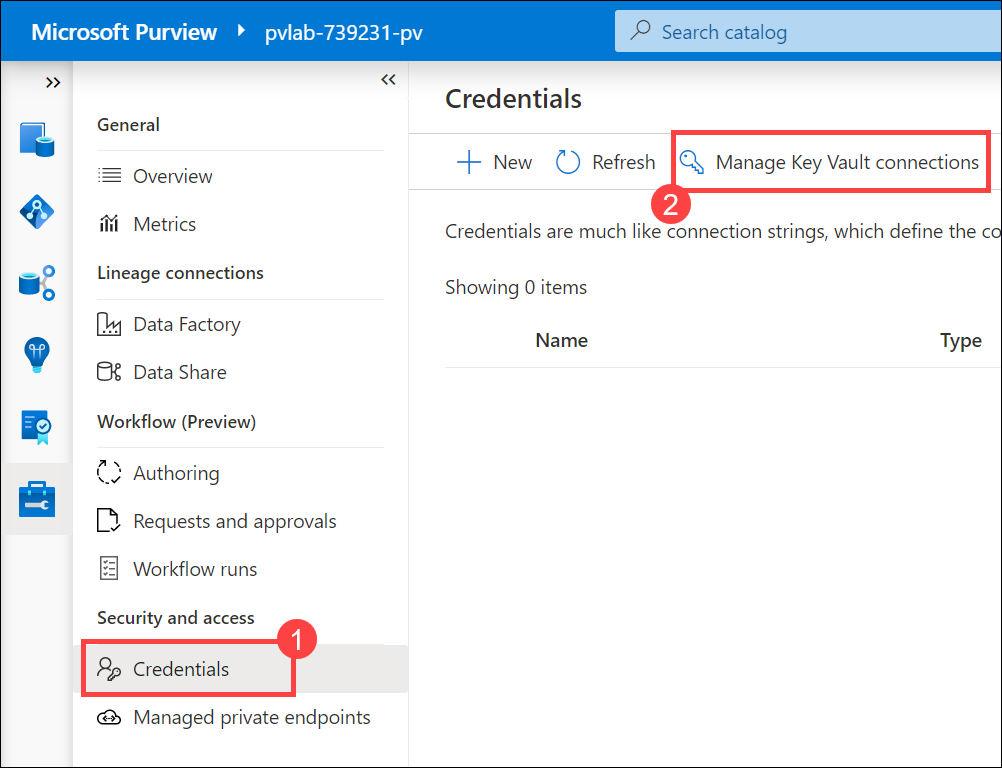 Microsoft Purview pvlab-739231-pv Search catalog
General
Overview
Metrics
Lineage connections
Data Factory
Data Share
Workflow (Preview)
Authoring
Requests and approvals
Workflow runs
Security and access
1
Credentials
Managed private endpoints
Credentials
New Refresh Manage Key Vault connections
2
Credentials are much like connection strings, which define the co
Showing 0 items
Name Type